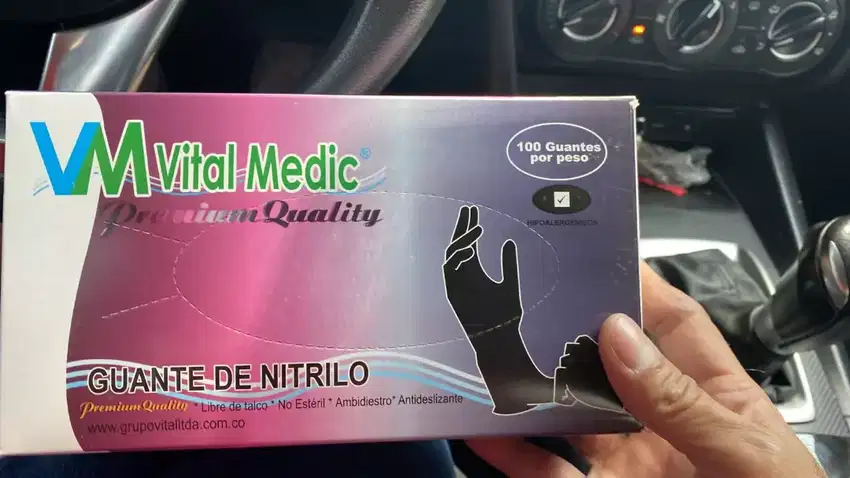 VM Vital Medic®
Premium Quality
100 Guantes
por peso
HIPOALERGENICO
GUANTE DE NITRILO
Premium Quality * Libre de talco * No Estéril * Ambidiestro* Antideslizante
www.grupovitalltda.com.co